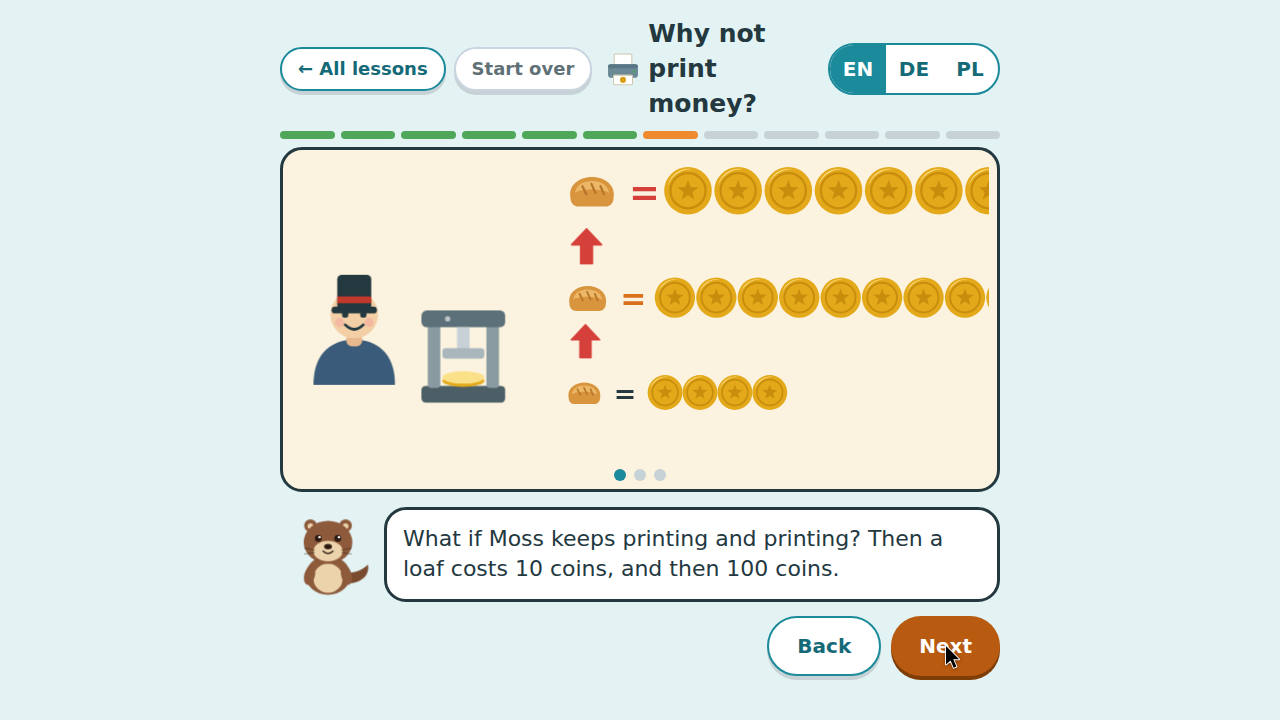 ← All lessons
Start over
Why not
print
money?
EN
DE
PL
=
=
=
What if Moss keeps printing and printing? Then a
loaf costs 10 coins, and then 100 coins.
Back
Next